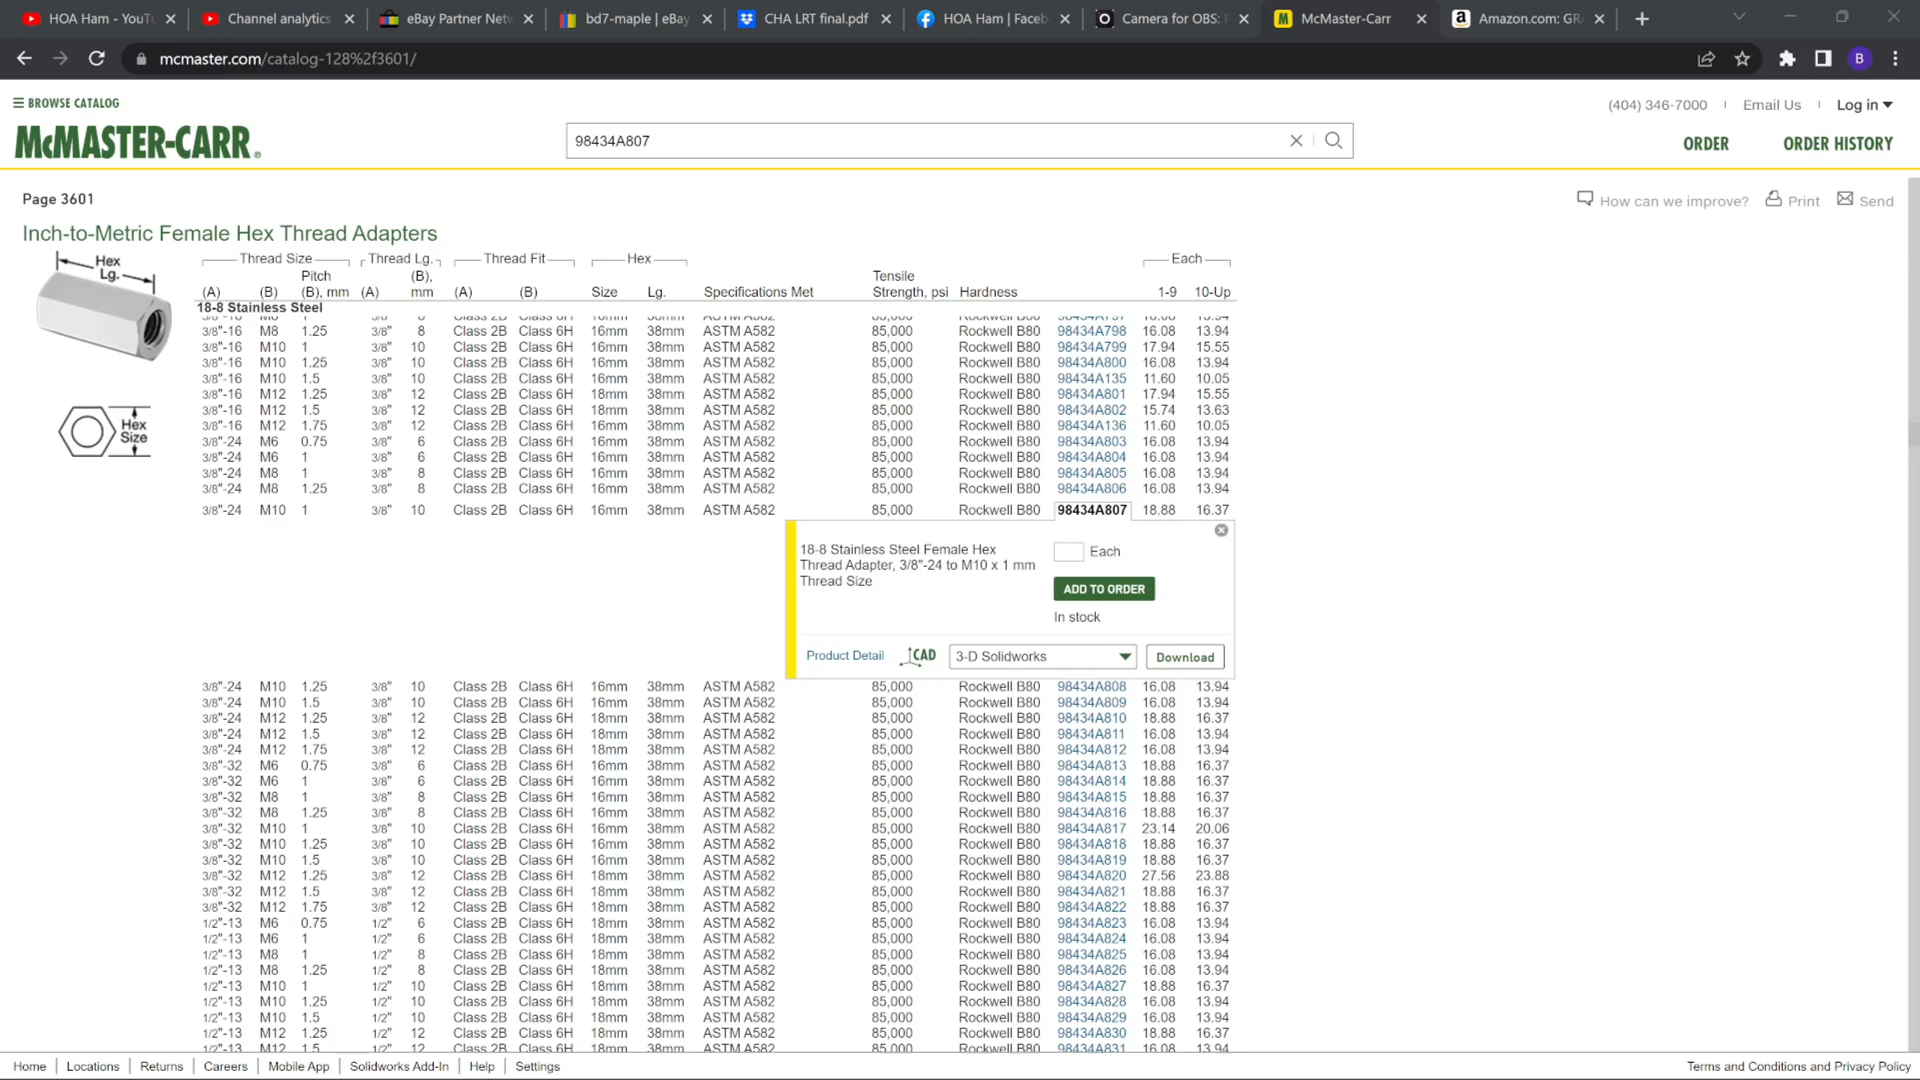 HOA Ham - YouTu
Channel analytics
eBay Partner Netw
bd7-maple | eBay
CHA LRT final.pdf
HOA Ham | Faceb
Camera for OBS: R
McMaster-Carr
Amazon.com: GRA
mcmaster.com/catalog-128%2f3601/
B
BROWSE CATALOG
(404) 346-7000 Email Us Log in
McMASTER-CARR®
98434A807
ORDER ORDER HISTORY
Page 3601
How can we improve? Print Send
Inch-to-Metric Female Hex Thread Adapters
Hex Lg.
Hex Size
Thread Size Thread Lg. Thread Fit Hex Each
Pitch (B), Tensile
(A) (B) (B), mm (A) mm (A) (B) Size Lg. Specifications Met Strength, psi Hardness 1-9 10-Up
18-8 Stainless Steel
3/8"-16 M8 1.25 3/8" 8 Class 2B Class 6H 16mm 38mm ASTM A582 85,000 Rockwell B80 98434A798 16.08 13.94
3/8"-16 M10 1 3/8" 10 Class 2B Class 6H 16mm 38mm ASTM A582 85,000 Rockwell B80 98434A799 17.94 15.55
3/8"-16 M10 1.25 3/8" 10 Class 2B Class 6H 16mm 38mm ASTM A582 85,000 Rockwell B80 98434A800 16.08 13.94
3/8"-16 M10 1.5 3/8" 10 Class 2B Class 6H 16mm 38mm ASTM A582 85,000 Rockwell B80 98434A135 11.60 10.05
3/8"-16 M12 1.25 3/8" 12 Class 2B Class 6H 18mm 38mm ASTM A582 85,000 Rockwell B80 98434A801 17.94 15.55
3/8"-16 M12 1.5 3/8" 12 Class 2B Class 6H 18mm 38mm ASTM A582 85,000 Rockwell B80 98434A802 15.74 13.63
3/8"-16 M12 1.75 3/8" 12 Class 2B Class 6H 16mm 38mm ASTM A582 85,000 Rockwell B80 98434A136 11.60 10.05
3/8"-24 M6 0.75 3/8" 6 Class 2B Class 6H 16mm 38mm ASTM A582 85,000 Rockwell B80 98434A803 16.08 13.94
3/8"-24 M6 1 3/8" 6 Class 2B Class 6H 16mm 38mm ASTM A582 85,000 Rockwell B80 98434A804 16.08 13.94
3/8"-24 M8 1 3/8" 8 Class 2B Class 6H 16mm 38mm ASTM A582 85,000 Rockwell B80 98434A805 16.08 13.94
3/8"-24 M8 1.25 3/8" 8 Class 2B Class 6H 16mm 38mm ASTM A582 85,000 Rockwell B80 98434A806 16.08 13.94
3/8"-24 M10 1 3/8" 10 Class 2B Class 6H 16mm 38mm ASTM A582 85,000 Rockwell B80 98434A807 18.88 16.37
18-8 Stainless Steel Female Hex
Thread Adapter, 3/8"-24 to M10 x 1 mm
Thread Size
Each
ADD TO ORDER
In stock
Product Detail CAD 3-D Solidworks Download
3/8"-24 M10 1.25 3/8" 10 Class 2B Class 6H 16mm 38mm ASTM A582 85,000 Rockwell B80 98434A808 16.08 13.94
3/8"-24 M10 1.5 3/8" 10 Class 2B Class 6H 16mm 38mm ASTM A582 85,000 Rockwell B80 98434A809 16.08 13.94
3/8"-24 M12 1.25 3/8" 12 Class 2B Class 6H 18mm 38mm ASTM A582 85,000 Rockwell B80 98434A810 18.88 16.37
3/8"-24 M12 1.5 3/8" 12 Class 2B Class 6H 18mm 38mm ASTM A582 85,000 Rockwell B80 98434A811 16.08 13.94
3/8"-24 M12 1.75 3/8" 12 Class 2B Class 6H 18mm 38mm ASTM A582 85,000 Rockwell B80 98434A812 16.08 13.94
3/8"-32 M6 0.75 3/8" 6 Class 2B Class 6H 16mm 38mm ASTM A582 85,000 Rockwell B80 98434A813 18.88 16.37
3/8"-32 M6 1 3/8" 6 Class 2B Class 6H 16mm 38mm ASTM A582 85,000 Rockwell B80 98434A814 18.88 16.37
3/8"-32 M8 1 3/8" 8 Class 2B Class 6H 16mm 38mm ASTM A582 85,000 Rockwell B80 98434A815 18.88 16.37
3/8"-32 M8 1.25 3/8" 8 Class 2B Class 6H 16mm 38mm ASTM A582 85,000 Rockwell B80 98434A816 18.88 16.37
3/8"-32 M10 1 3/8" 10 Class 2B Class 6H 16mm 38mm ASTM A582 85,000 Rockwell B80 98434A817 23.14 20.06
3/8"-32 M10 1.25 3/8" 10 Class 2B Class 6H 16mm 38mm ASTM A582 85,000 Rockwell B80 98434A818 18.88 16.37
3/8"-32 M10 1.5 3/8" 10 Class 2B Class 6H 16mm 38mm ASTM A582 85,000 Rockwell B80 98434A819 18.88 16.37
3/8"-32 M12 1.25 3/8" 12 Class 2B Class 6H 18mm 38mm ASTM A582 85,000 Rockwell B80 98434A820 27.56 23.88
3/8"-32 M12 1.5 3/8" 12 Class 2B Class 6H 18mm 38mm ASTM A582 85,000 Rockwell B80 98434A821 18.88 16.37
3/8"-32 M12 1.75 3/8" 12 Class 2B Class 6H 18mm 38mm ASTM A582 85,000 Rockwell B80 98434A822 18.88 16.37
1/2"-13 M6 0.75 1/2" 6 Class 2B Class 6H 18mm 38mm ASTM A582 85,000 Rockwell B80 98434A823 16.08 13.94
1/2"-13 M6 1 1/2" 6 Class 2B Class 6H 18mm 38mm ASTM A582 85,000 Rockwell B80 98434A824 16.08 13.94
1/2"-13 M8 1 1/2" 8 Class 2B Class 6H 18mm 38mm ASTM A582 85,000 Rockwell B80 98434A825 16.08 13.94
1/2"-13 M8 1.25 1/2" 8 Class 2B Class 6H 18mm 38mm ASTM A582 85,000 Rockwell B80 98434A826 16.08 13.94
1/2"-13 M10 1 1/2" 10 Class 2B Class 6H 18mm 38mm ASTM A582 85,000 Rockwell B80 98434A827 18.88 16.37
1/2"-13 M10 1.25 1/2" 10 Class 2B Class 6H 18mm 38mm ASTM A582 85,000 Rockwell B80 98434A828 16.08 13.94
1/2"-13 M10 1.5 1/2" 10 Class 2B Class 6H 18mm 38mm ASTM A582 85,000 Rockwell B80 98434A829 16.08 13.94
1/2"-13 M12 1.25 1/2" 12 Class 2B Class 6H 18mm 38mm ASTM A582 85,000 Rockwell B80 98434A830 18.88 16.37
1/2"-13 M12 1.5 1/2" 12 Class 2B Class 6H 18mm 38mm ASTM A582 85,000 Rockwell B80 98434A831 16.08 13.94
Home Locations Returns Careers Mobile App Solidworks Add-In Help Settings Terms and Conditions and Privacy Policy